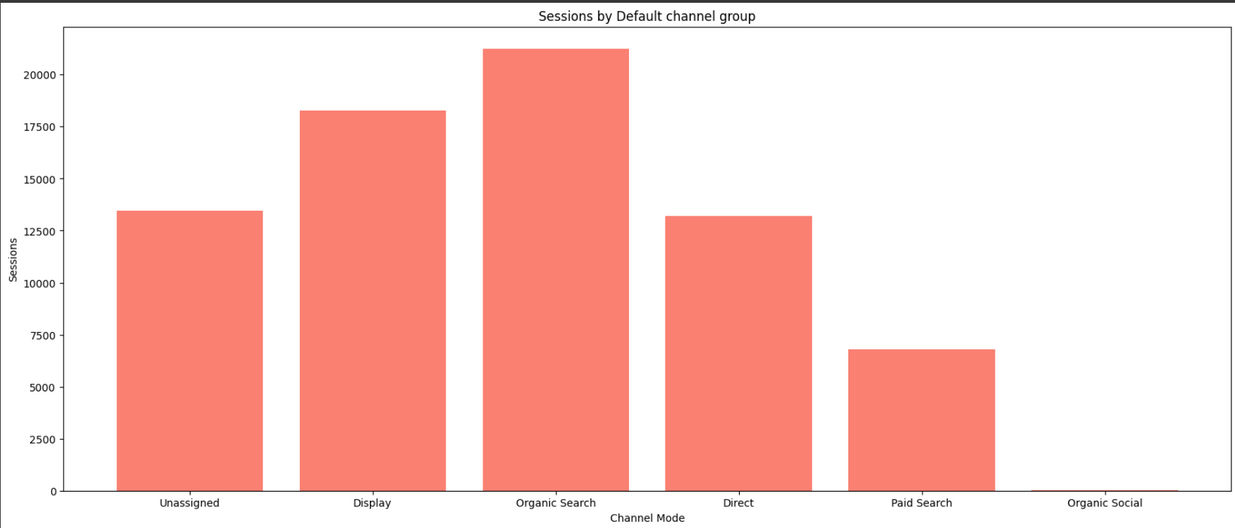 Sessions by Default channel group
Sessions
20000
17500
15000
12500
10000
7500
5000
2500
0
Unassigned Display Organic Search Direct Paid Search Organic Social
Channel Mode